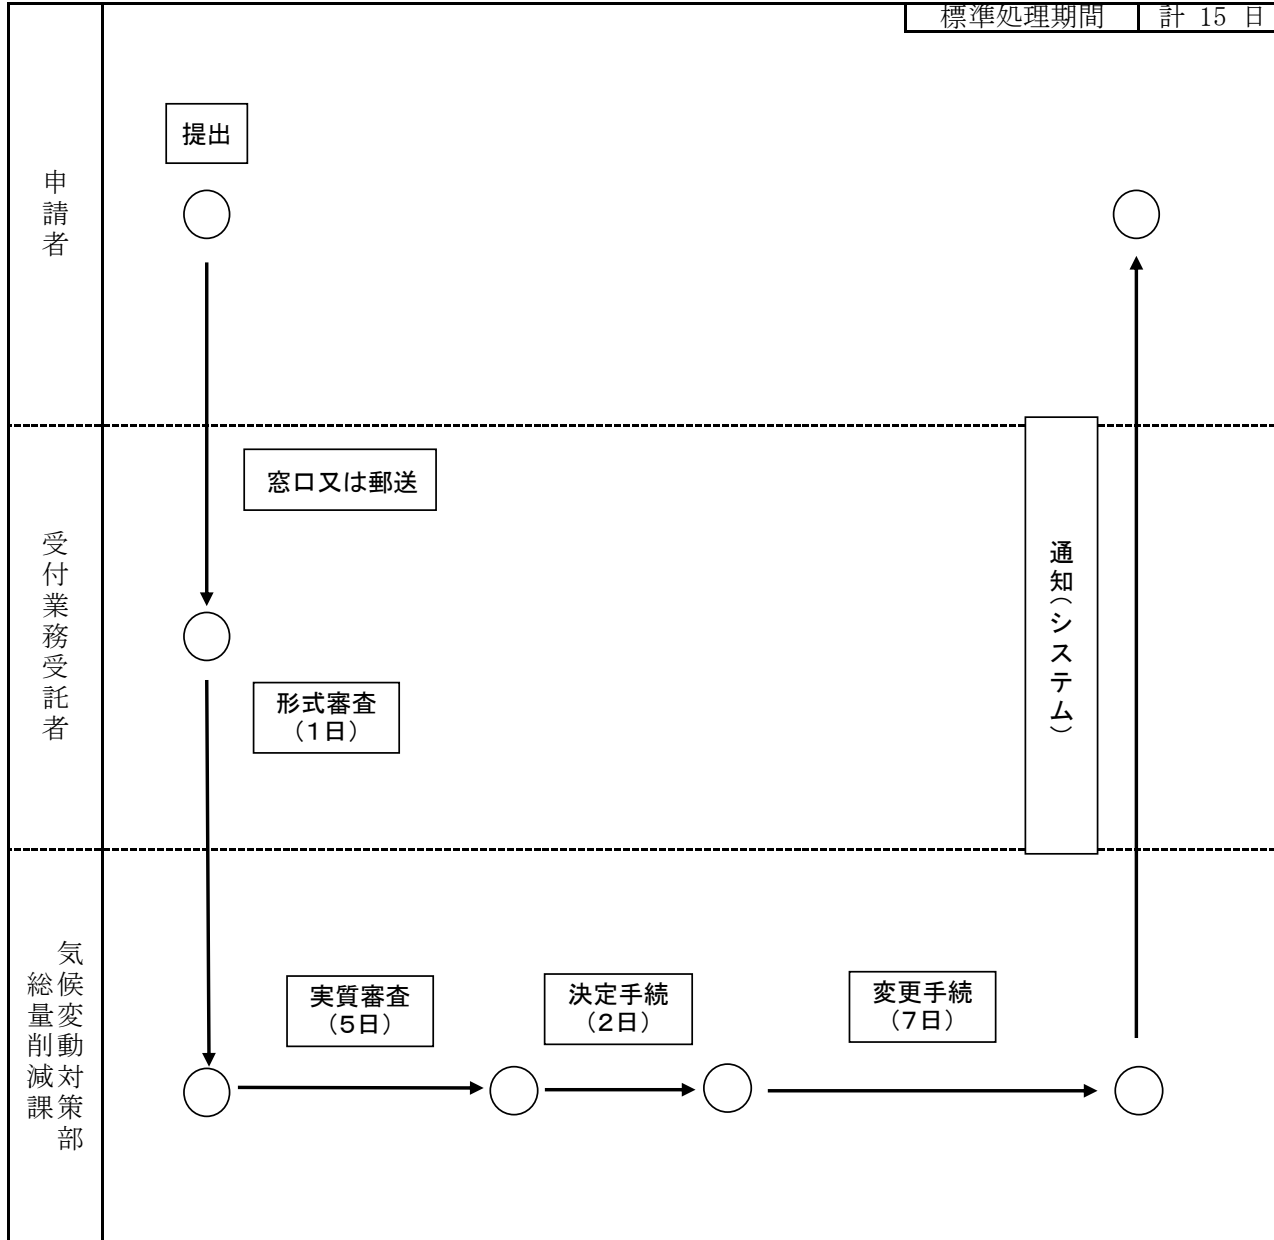 標準処理期間
計 15 日
提出
申請者
窓口又は郵送
受付業務受託者
形式審査
(1日)
通知(システム)
気候変動対策部
総量削減課
実質審査
(5日)
決定手続
(2日)
変更手続
(7日)